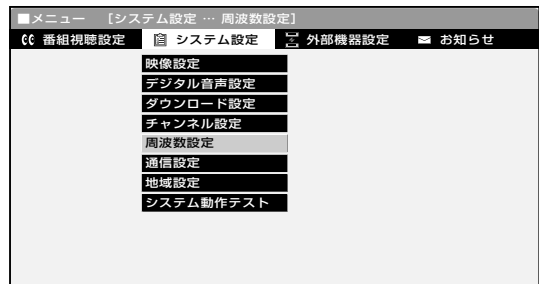 ■メニュー [システム設定 … 周波数設定]
番組視聴設定 システム設定 外部機器設定 お知らせ
映像設定
デジタル音声設定
ダウンロード設定
チャンネル設定
周波数設定
通信設定
地域設定
システム動作テスト